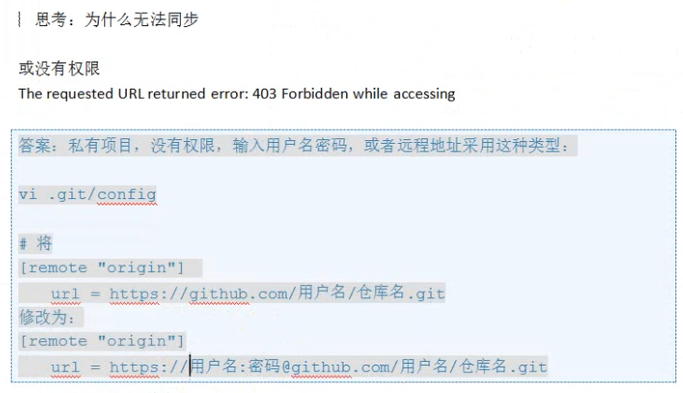 思考：为什么无法同步
或没有权限
The requested URL returned error: 403 Forbidden while accessing
答案：私有项目，没有权限，输入用户名密码，或者远程地址采用这种类型：
vi .git/config
# 将
[remote "origin"]
url = https://github.com/用户名/仓库名.git
修改为：
[remote "origin"]
url = https://用户名:密码@github.com/用户名/仓库名.git